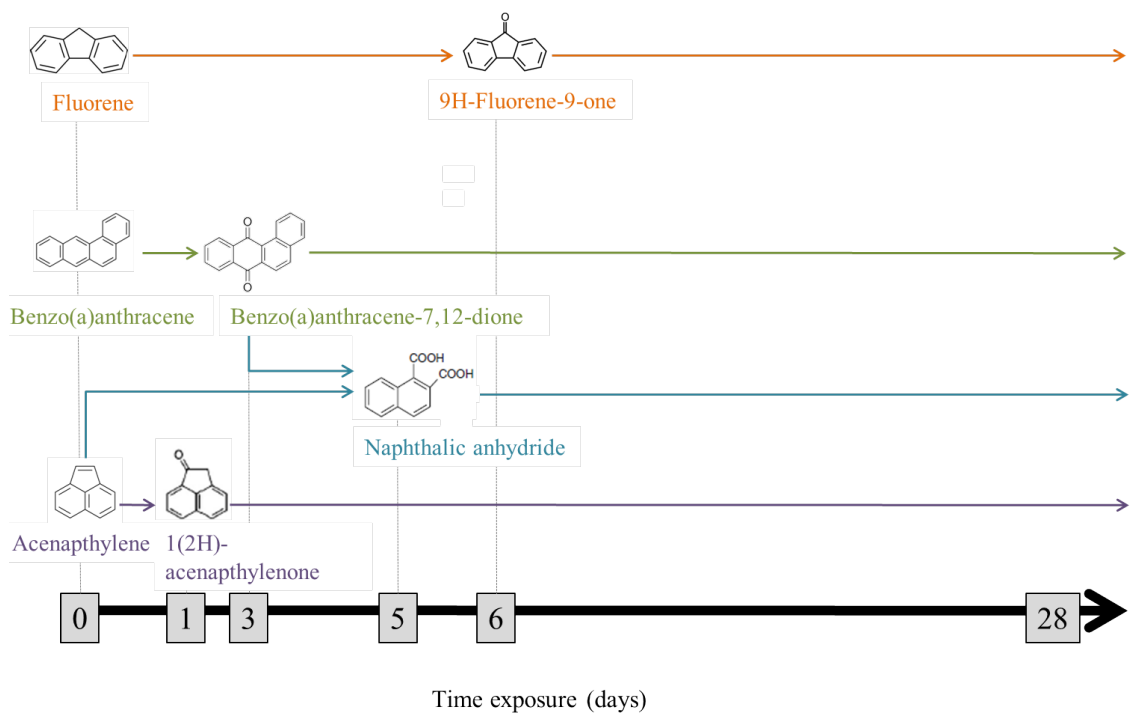 O
Fluorene
9H-Fluorene-9-one
O
O
Benzo(a)anthracene
Benzo(a)anthracene-7,12-dione
COOH
COOH
Naphthalic anhydride
O
Acenapthylene
1(2H)-
acenapthylenone
0
1
3
5
6
28
Time exposure (days)